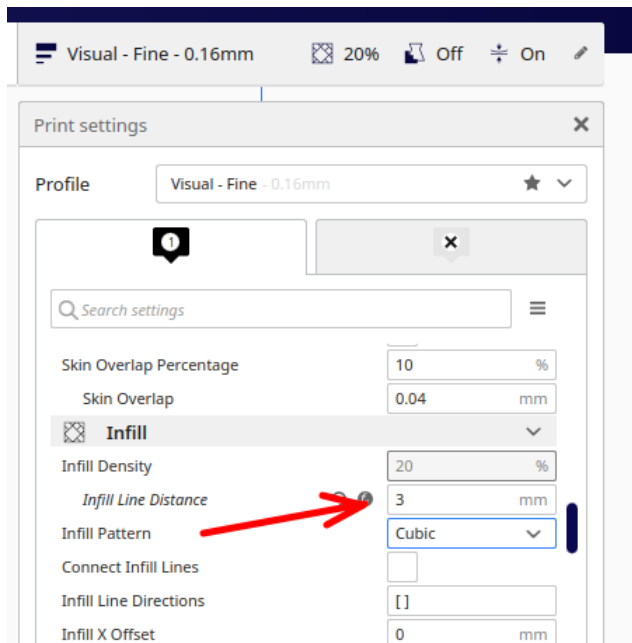 Visual - Fine - 0.16mm 20% Off On
Print settings
Profile Visual - Fine - 0.16mm
1
Search settings
Skin Overlap Percentage 10 %
Skin Overlap 0.04 mm
Infill
Infill Density 20 %
Infill Line Distance 3 mm
Infill Pattern Cubic
Connect Infill Lines
Infill Line Directions [ ]
Infill X Offset 0 mm